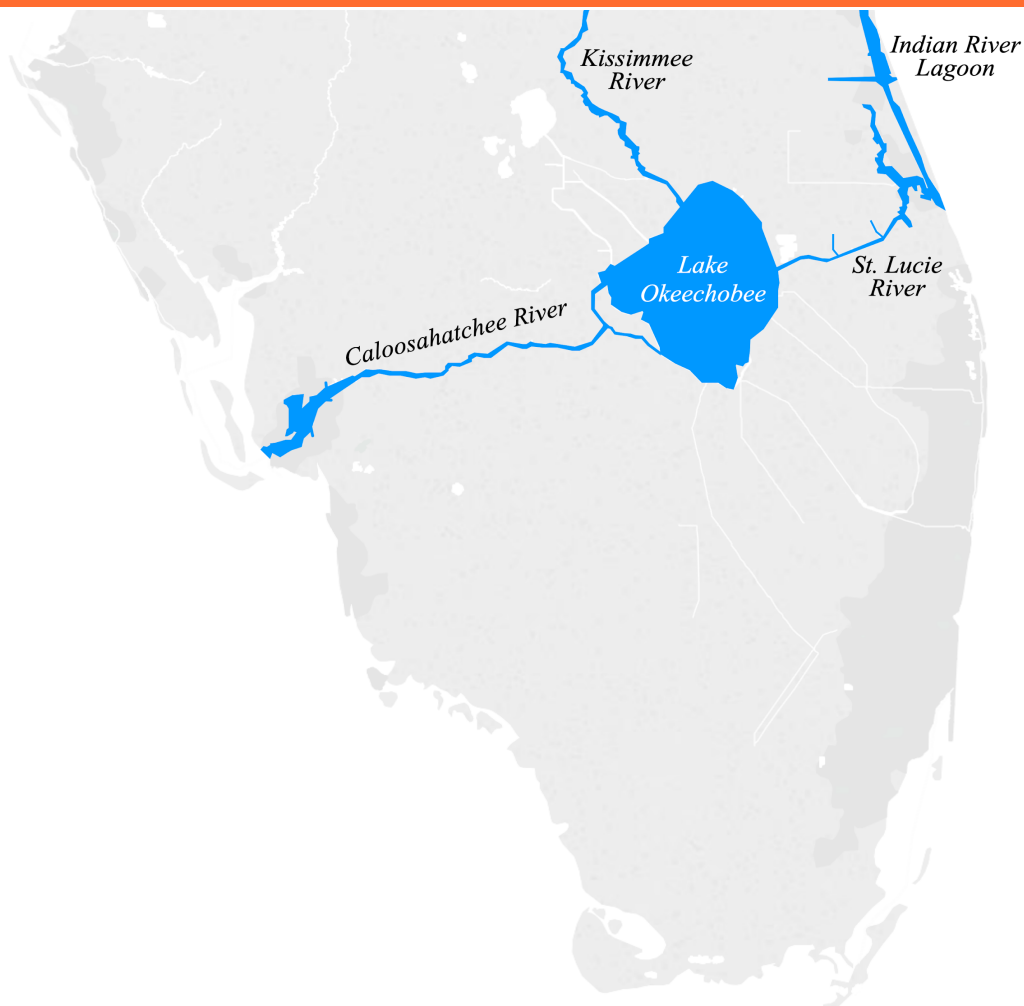 Kissimmee
River
Indian River
Lagoon
Lake
Okeechobee
St. Lucie
River
Caloosahatchee River